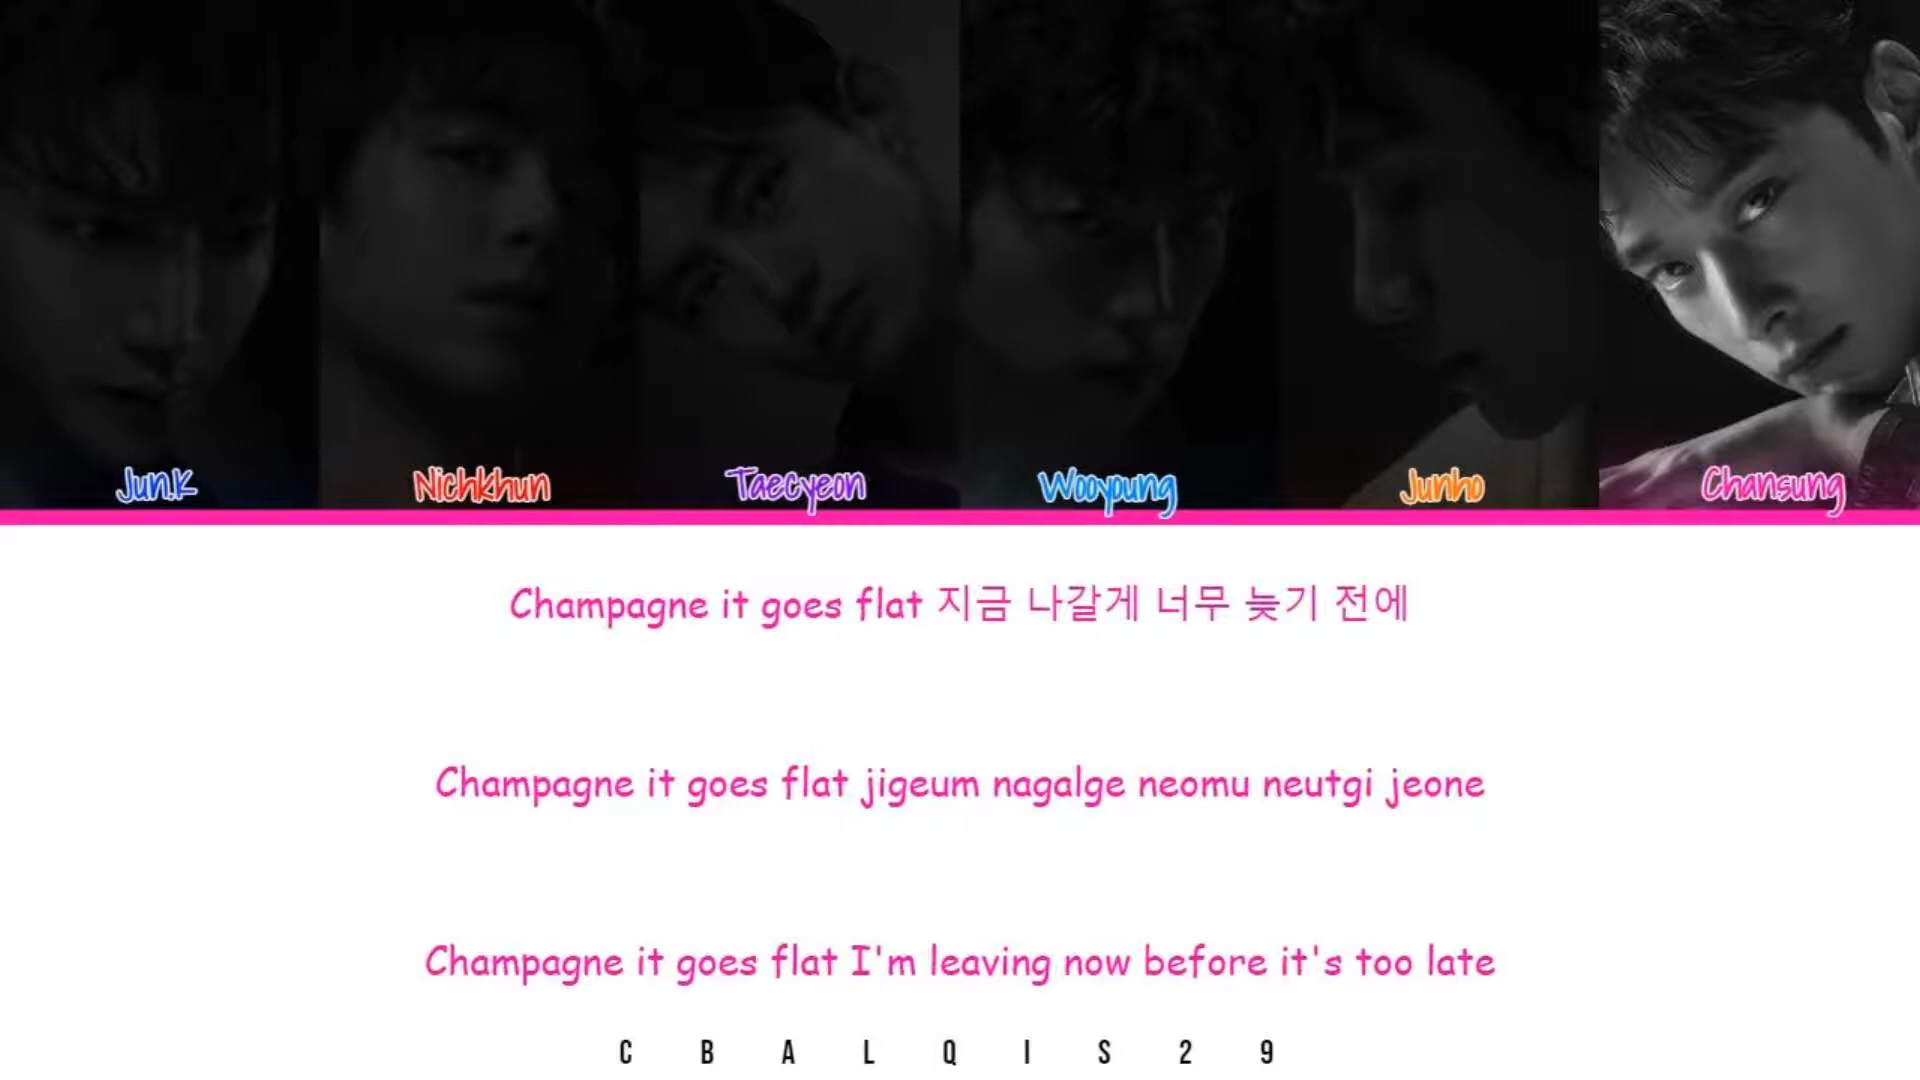 Jun.K Nichkhun Taecyeon Wooyoung Junho Chansung
Champagne it goes flat 지금 나갈게 너무 늦기 전에
Champagne it goes flat jigeum nagalge neomu neutgi jeone
Champagne it goes flat I'm leaving now before it's too late
C B A L Q I S 2 9